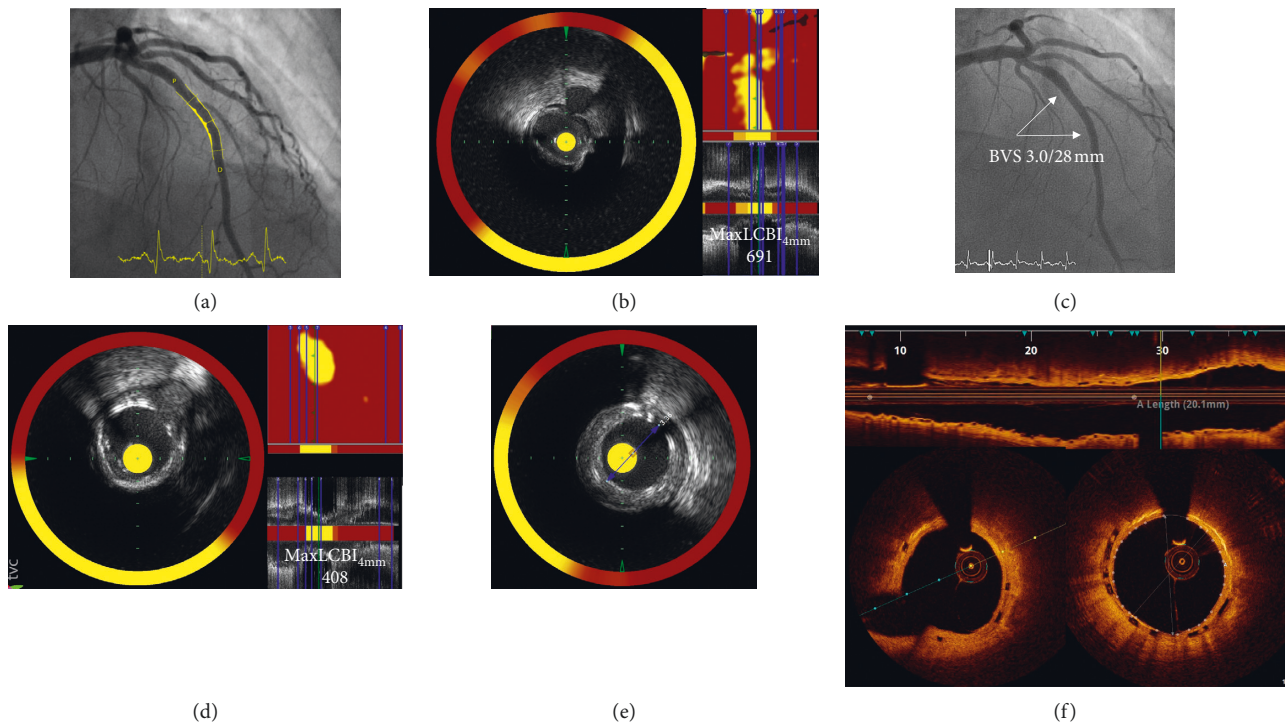 P
D
(a)
MaxLCBI4mm
691
(b)
BVS 3.0/28 mm
(c)
tvc
MaxLCBI4mm
408
(d)
(e)
10 20 30
A Length (20.1mm)
(f)